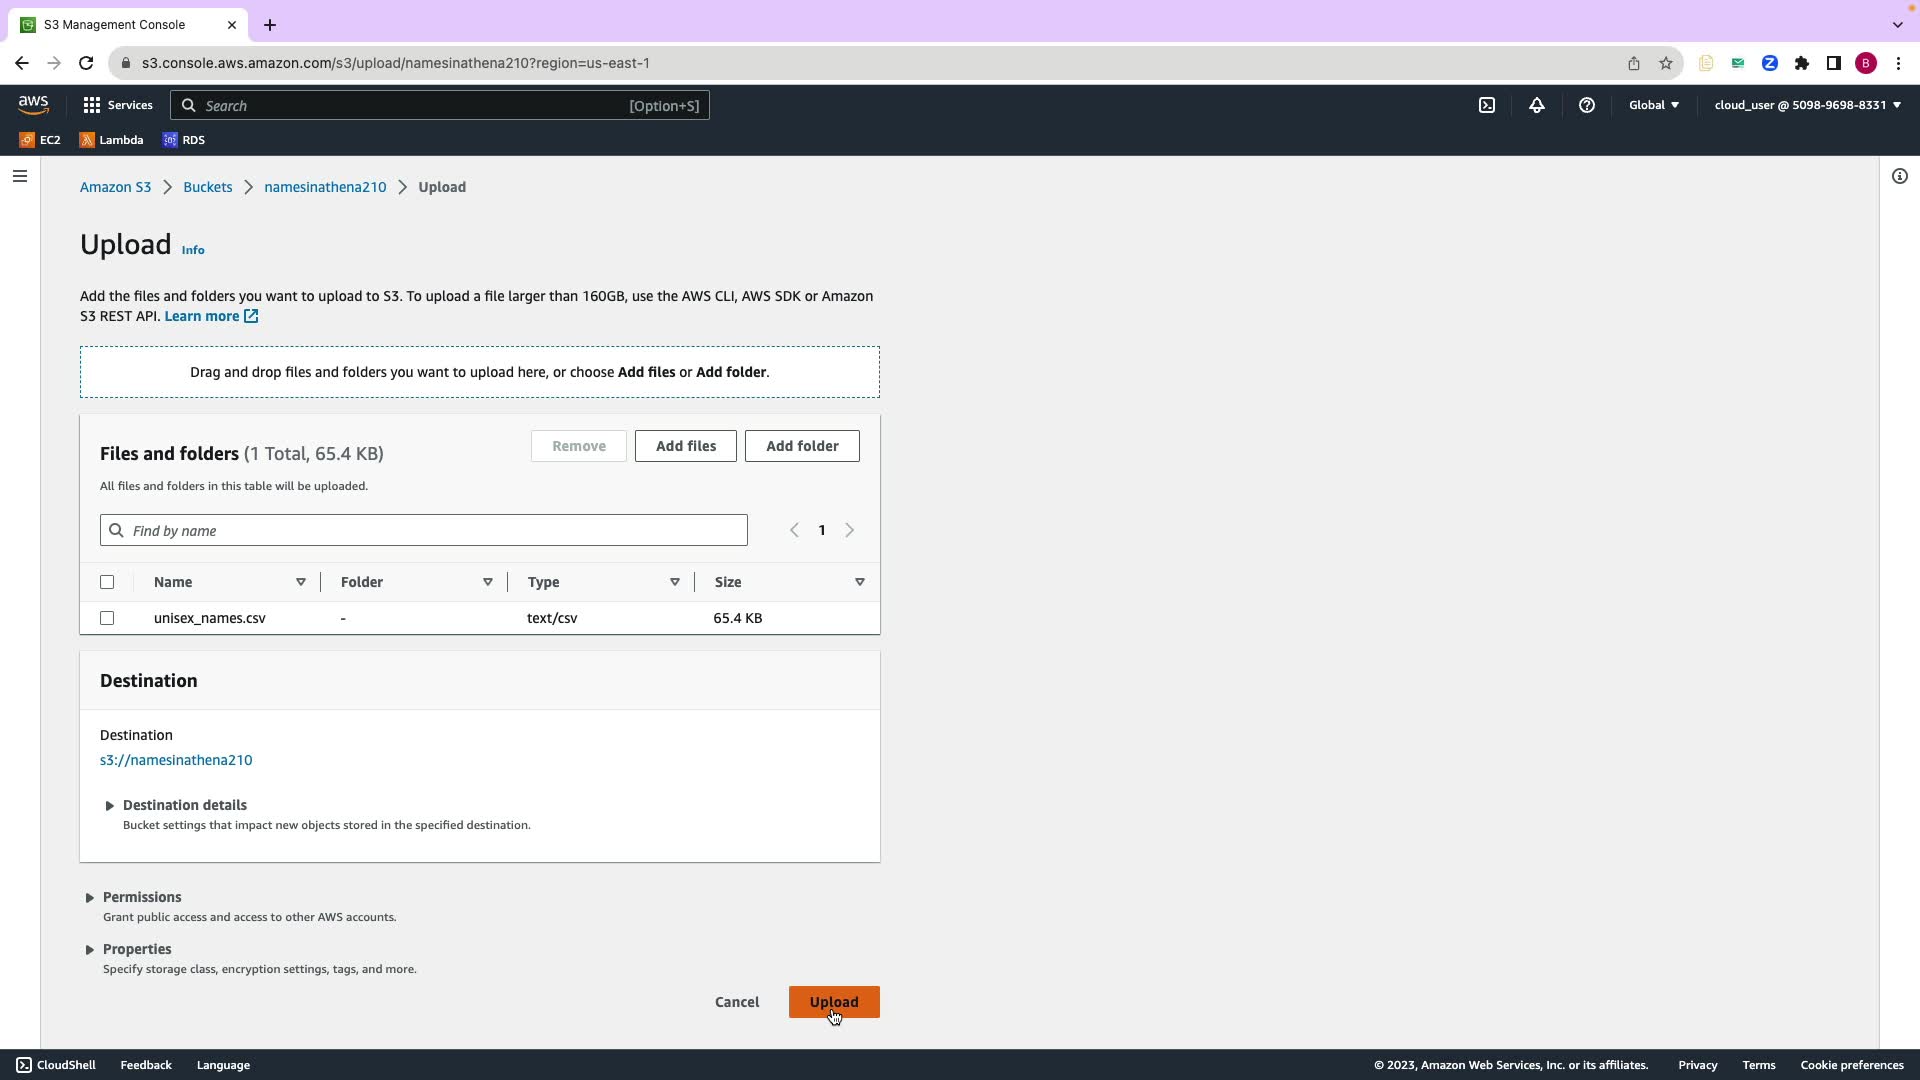 S3 Management Console
s3.console.aws.amazon.com/s3/upload/namesinathena210?region=us-east-1
B
aws
Services
Search
[Option+S]
Global
cloud_user @ 5098-9698-8331
EC2
Lambda
RDS
Amazon S3 > Buckets > namesinathena210 > Upload
Upload Info
Add the files and folders you want to upload to S3. To upload a file larger than 160GB, use the AWS CLI, AWS SDK or Amazon
S3 REST API. Learn more
Drag and drop files and folders you want to upload here, or choose Add files or Add folder.
Files and folders (1 Total, 65.4 KB)
Remove
Add files
Add folder
All files and folders in this table will be uploaded.
Find by name
1
Name Folder Type Size
unisex_names.csv - text/csv 65.4 KB
Destination
Destination
s3://namesinathena210
Destination details
Bucket settings that impact new objects stored in the specified destination.
Permissions
Grant public access and access to other AWS accounts.
Properties
Specify storage class, encryption settings, tags, and more.
Cancel
Upload
CloudShell
Feedback
Language
© 2023, Amazon Web Services, Inc. or its affiliates.
Privacy
Terms
Cookie preferences